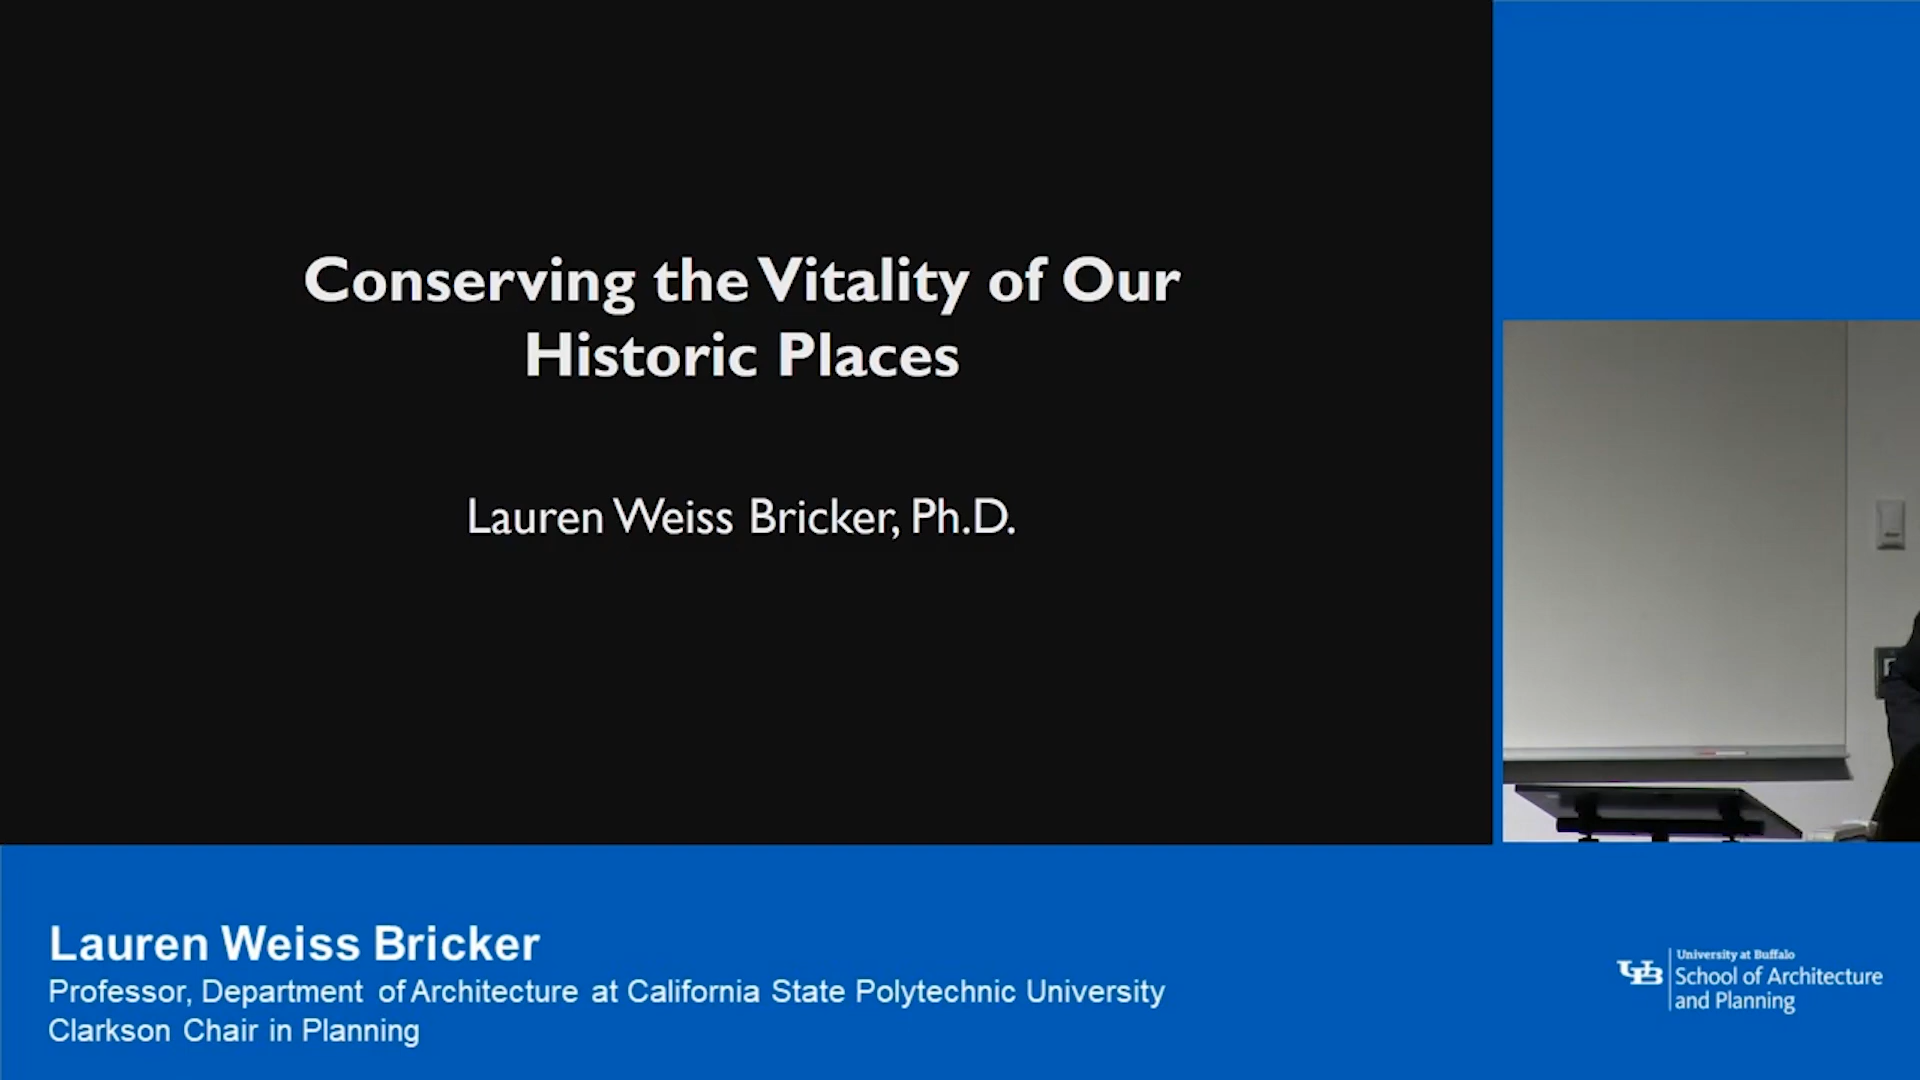 Conserving the Vitality of Our
Historic Places
Lauren Weiss Bricker, Ph.D.
Lauren Weiss Bricker
Professor, Department of Architecture at California State Polytechnic University
Clarkson Chair in Planning
UB
University at Buffalo
School of Architecture
and Planning